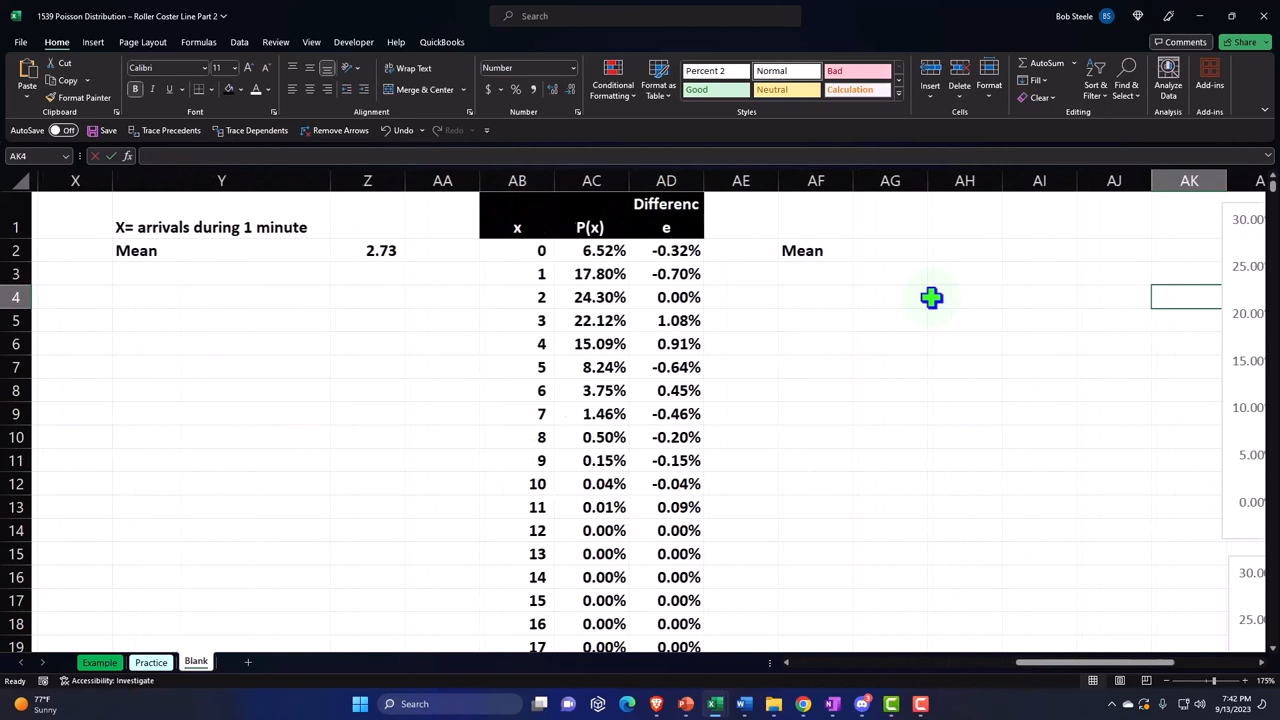 1539 Poisson Distribution – Roller Coster Line Part 2
Search
Bob Steele
BS
File Home Insert Page Layout Formulas Data Review View Developer Help QuickBooks
Comments
Share
Paste
Cut
Copy
Format Painter
Clipboard
Calibri
11
B I U
Font
Wrap Text
Merge & Center
Alignment
Number
$ % 9
Number
Conditional Formatting
Format as Table
Percent 2 Normal Bad
Good Neutral Calculation
Styles
Insert Delete Format
Cells
AutoSum
Fill
Clear
Sort & Filter
Find & Select
Editing
Analyze Data
Analysis
Add-ins
Add-ins
AutoSave Off Save Trace Precedents Trace Dependents Remove Arrows Undo Redo
AK4
fx
X Y Z AA AB AC AD AE AF AG AH AI AJ AK A
1 X= arrivals during 1 minute x P(x) Differenc e
2 Mean 2.73 0 6.52% -0.32% Mean
3 1 17.80% -0.70%
4 2 24.30% 0.00%
5 3 22.12% 1.08%
6 4 15.09% 0.91%
7 5 8.24% -0.64%
8 6 3.75% 0.45%
9 7 1.46% -0.46%
10 8 0.50% -0.20%
11 9 0.15% -0.15%
12 10 0.04% -0.04%
13 11 0.01% 0.09%
14 12 0.00% 0.00%
15 13 0.00% 0.00%
16 14 0.00% 0.00%
17 15 0.00% 0.00%
18 16 0.00% 0.00%
19 17 0.00% 0.00%
30.00%
25.00%
20.00%
15.00%
10.00%
5.00%
0.00%
30.00
25.00
Example Practice Blank
Ready
Accessibility: Investigate
175%
77°F
Sunny
Search
7:42 PM
9/13/2023